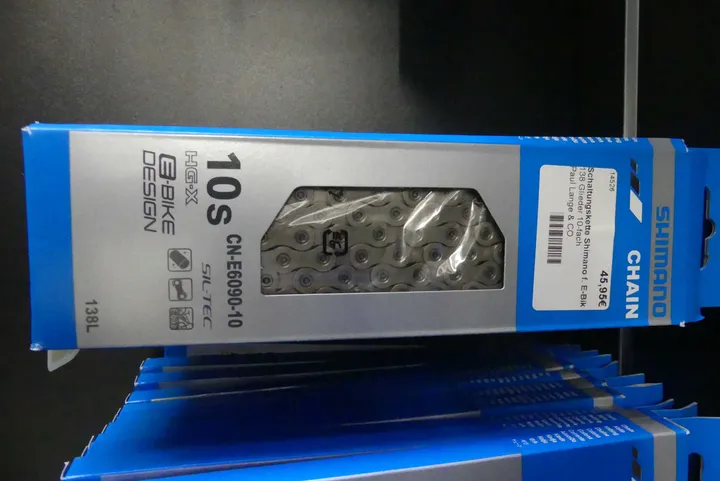 SHIMANO
CHAIN
14526
45,95€
Schaltungskette Shimano f. E-Bik
138 Glieder 10-fach
Paul Lange & CO
10s CN-E6090-10
HG-X
SIL-TEC
E-BIKE
DESIGN
138L